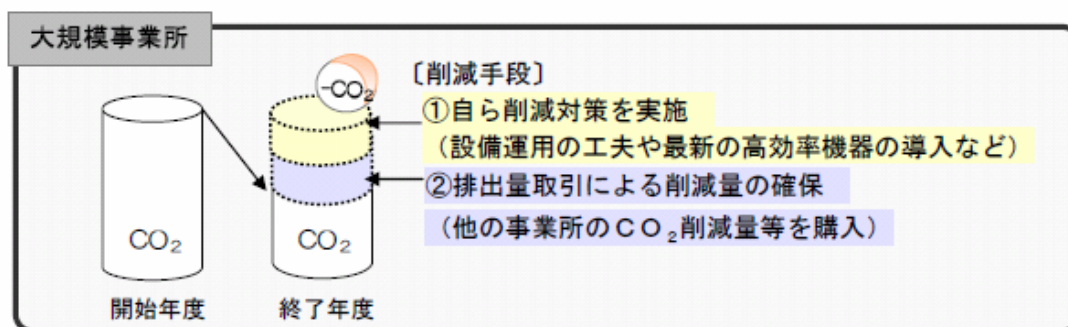 大規模事業所
-CO₂
〔削減手段〕
①自ら削減対策を実施
（設備運用の工夫や最新の高効率機器の導入など）
②排出量取引による削減量の確保
（他の事業所のＣＯ₂削減量等を購入）
CO₂
CO₂
開始年度
終了年度